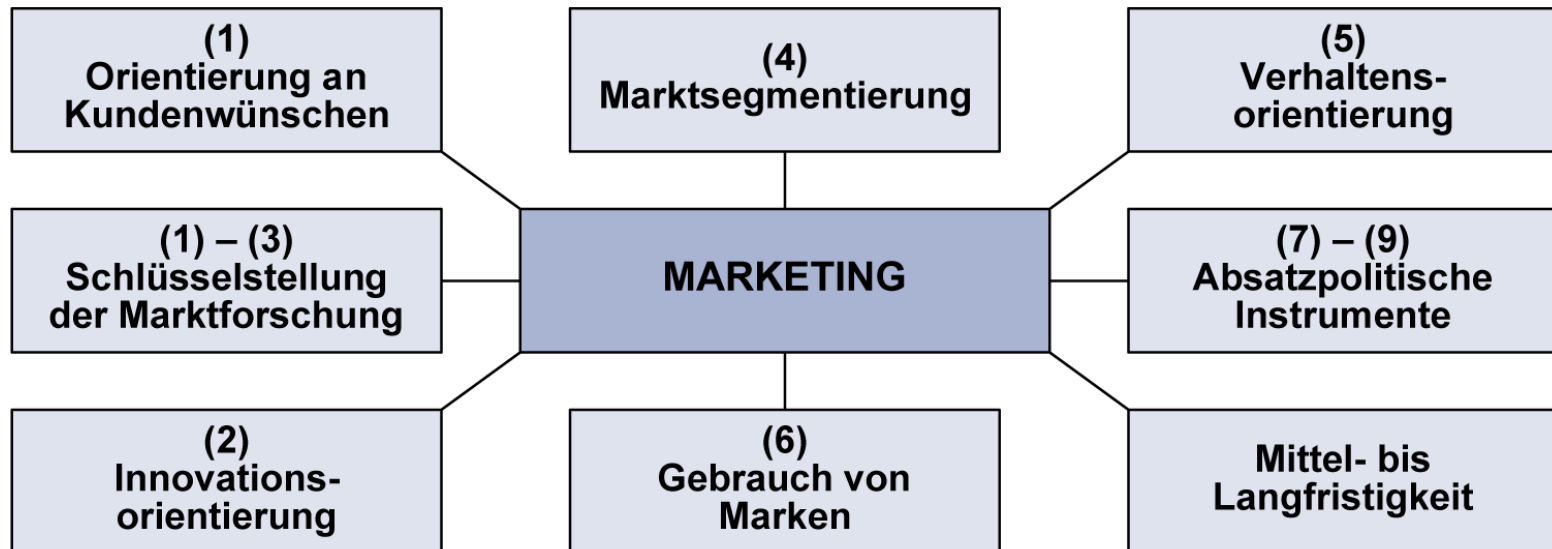 (1)
Orientierung an
Kundenwünschen
(4)
Marktsegmentierung
(5)
Verhaltens-
orientierung
(1) – (3)
Schlüsselstellung
der Marktforschung
MARKETING
(7) – (9)
Absatzpolitische
Instrumente
(2)
Innovations-
orientierung
(6)
Gebrauch von
Marken
Mittel- bis
Langfristigkeit